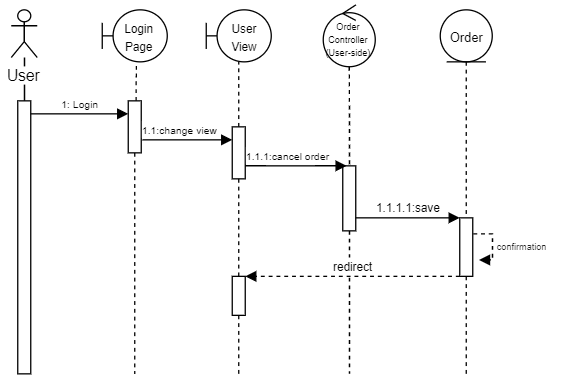 Login
Page
User
View
Order
Controller
(User-side)
Order
User
1: Login
1.1:change view
1.1.1:cancel order
1.1.1.1:save
confirmation
redirect